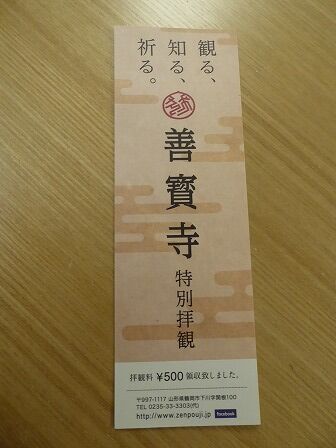 観る、
知る、
祈る。
善寳寺
特別拝観
拝観料 ¥500 領収致しました。
〒997-1117 山形県鶴岡市下川字関根100
TEL 0235-33-3303(代)
http://www.zenpouji.jp facebook